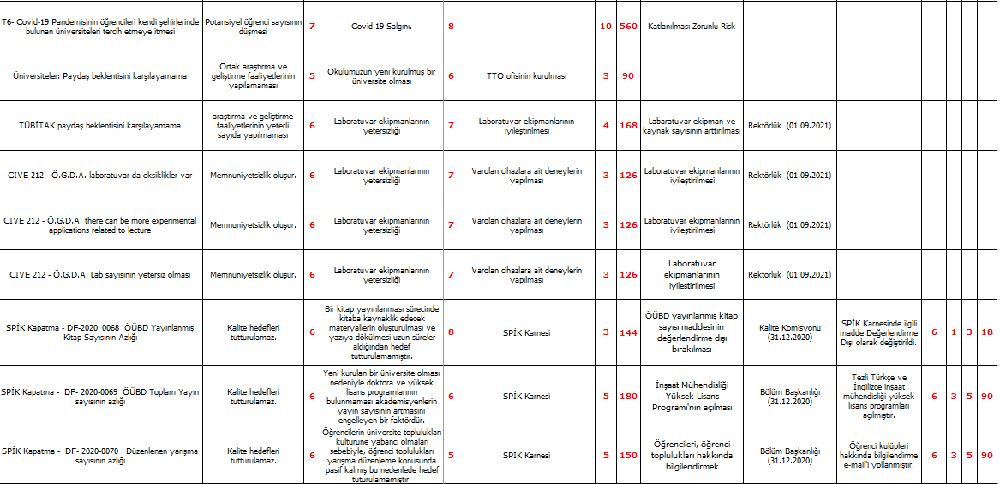 T6- Covid-19 Pandemisinin öğrencileri kendi şehirlerinde
bulunan üniversiteleri tercih etmeye itmesi
Potansiyel öğrenci sayısının
düşmesi
7
Covid-19 Salgını.
8
-
10
560
Katlanılması Zorunlu Risk
Üniversiteler: Paydaş beklentisini karşılayamama
Ortak araştırma ve
geliştirme faaliyetlerinin
yapılamaması
5
Okulumuzun yeni kurulmuş bir
üniversite olması
6
TTO ofisinin kurulması
3
90
TÜBİTAK paydaş beklentisini karşılayamama
araştırma ve geliştirme
faaliyetlerinin yeterli
sayıda yapılmaması
6
Laboratuvar ekipmanlarının
yetersizliği
7
Laboratuvar ekipmanlarının
iyileştirilmesi
4
168
Labaratuvar ekipman ve
kaynak sayısının arttırılması
Rektörlük (01.09.2021)
CIVE 212 - Ö.G.D.A. laboratuvar da eksiklikler var
Memnuniyetsizlik oluşur.
6
Laboratuvar ekipmanlarının
yetersizliği
7
Varolan cihazlara ait deneylerin
yapılması
3
126
Laboratuvar ekipmanlarının
iyileştirilmesi
Rektörlük (01.09.2021)
CIVE 212 - Ö.G.D.A. there can be more experimental
applications related to lecture
Memnuniyetsizlik oluşur.
6
Laboratuvar ekipmanlarının
yetersizliği
7
Varolan cihazlara ait deneylerin
yapılması
3
126
Laboratuvar ekipmanlarının
iyileştirilmesi
Rektörlük (01.09.2021)
CIVE 212 - Ö.G.D.A. Lab sayısının yetersiz olması
Memnuniyetsizlik oluşur.
6
Laboratuvar ekipmanlarının
yetersizliği
7
Varolan cihazlara ait deneylerin
yapılması
3
126
Laboratuvar
ekipmanlarının
iyileştirilmesi
Rektörlük (01.09.2021)
SPİK Kapatma - DF-2020_0068 ÖÜBD Yayınlanmış
Kitap Sayısının Azlığı
Kalite hedefleri
tutturulamaz.
6
Bir kitap yayınlanması sürecinde
kitaba kaynaklık edecek
materyallerin oluşturulması ve
yazıya dökülmesi uzun süreler
aldığından hedef
tutturulamamıştır.
8
SPİK Karnesi
3
144
ÖÜBD yayınlanmış kitap
sayısı maddesinin
değerlendirme dışı
bırakılması
Kalite Komisyonu
(31.12.2020)
SPİK Karnesinde ilgili
madde Değerlendirme
Dışı olarak değiştirildi.
6
1
3
18
SPİK Kapatma - DF- 2020-0069 ÖÜBD Toplam Yayın
sayısının azlığı
Kalite hedefleri
tutturulamaz.
6
Yeni kurulan bir üniversite olması
nedeniyle doktora ve yüksek
lisans programlarının
bulunmaması akademisyenlerin
yayın sayısının artmasını
engelleyen bir faktördür.
6
SPİK Karnesi
5
180
İnşaat Mühendisliği
Yüksek Lisans
Programı'nın açılması
Bölüm Başkanlığı
(31.12.2020)
Tezli Türkçe ve
İngilizce inşaat
mühendisliği yüksek
lisans programları
açılmıştır.
6
3
5
90
SPİK Kapatma - DF- 2020-0070 Düzenlenen yarışma
sayısının azlığı
Kalite hedefleri
tutturulamaz.
6
Öğrencilerin üniversite toplulukları
kültürüne yabancı olmaları
sebebiyle, öğrenci toplulukları
yarışma düzenleme konusunda
pasif kalmış bu nedenlede hedef
tuturulamamıştır.
5
SPİK Karnesi
5
150
Öğrencileri, öğrenci
toplulukları hakkında
bilgilendirmek
Bölüm Başkanlığı
(31.12.2020)
Öğrenci kulüpleri
hakkında bilgilendirme
e-mail'i yollanmıştır.
6
3
5
90